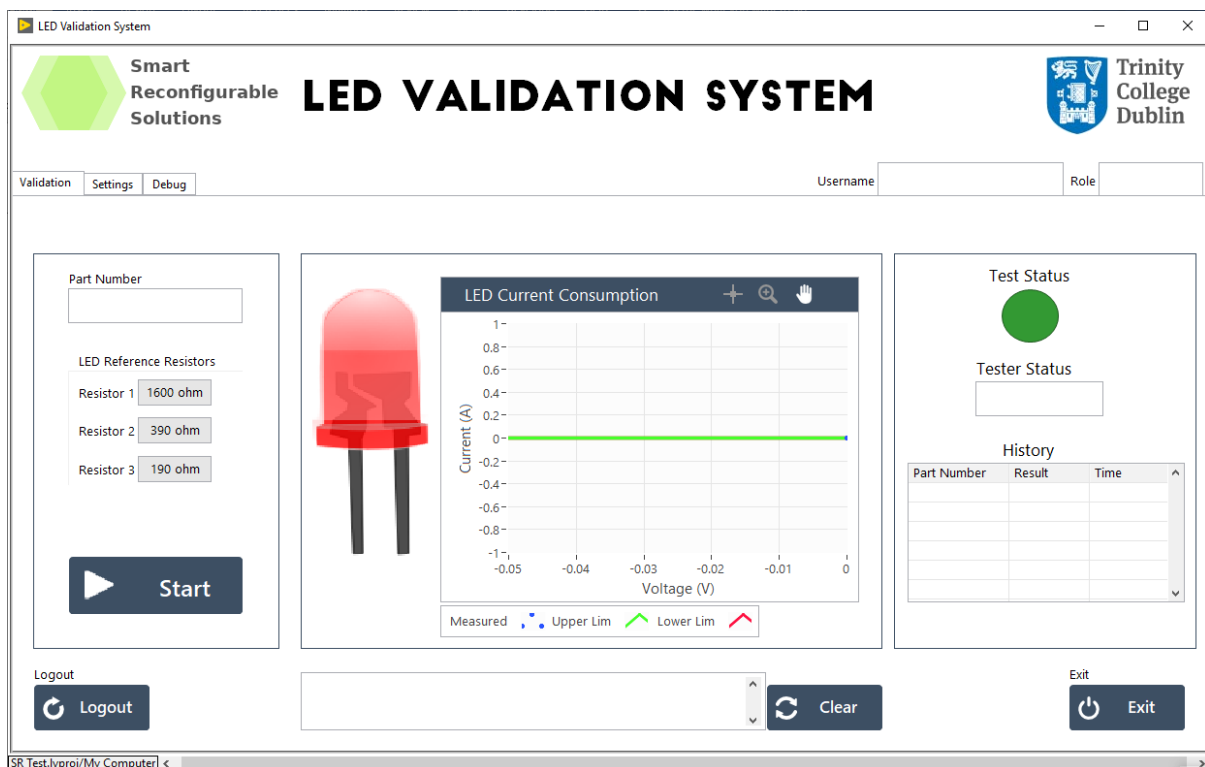 LED Validation System
Smart
Reconfigurable
Solutions
LED VALIDATION SYSTEM
Trinity
College
Dublin
Validation Settings Debug Username Role
Part Number
LED Reference Resistors
Resistor 1 1600 ohm
Resistor 2 390 ohm
Resistor 3 190 ohm
Start
LED Current Consumption
Current (A)
1
0.8
0.6
0.4
0.2
0
-0.2
-0.4
-0.6
-0.8
-1
-0.05 -0.04 -0.03 -0.02 -0.01 0
Voltage (V)
Measured Upper Lim Lower Lim
Test Status
Tester Status
History
Part Number Result Time
Logout
Logout
Clear
Exit
Exit
SR Test.lvproj/My Computer